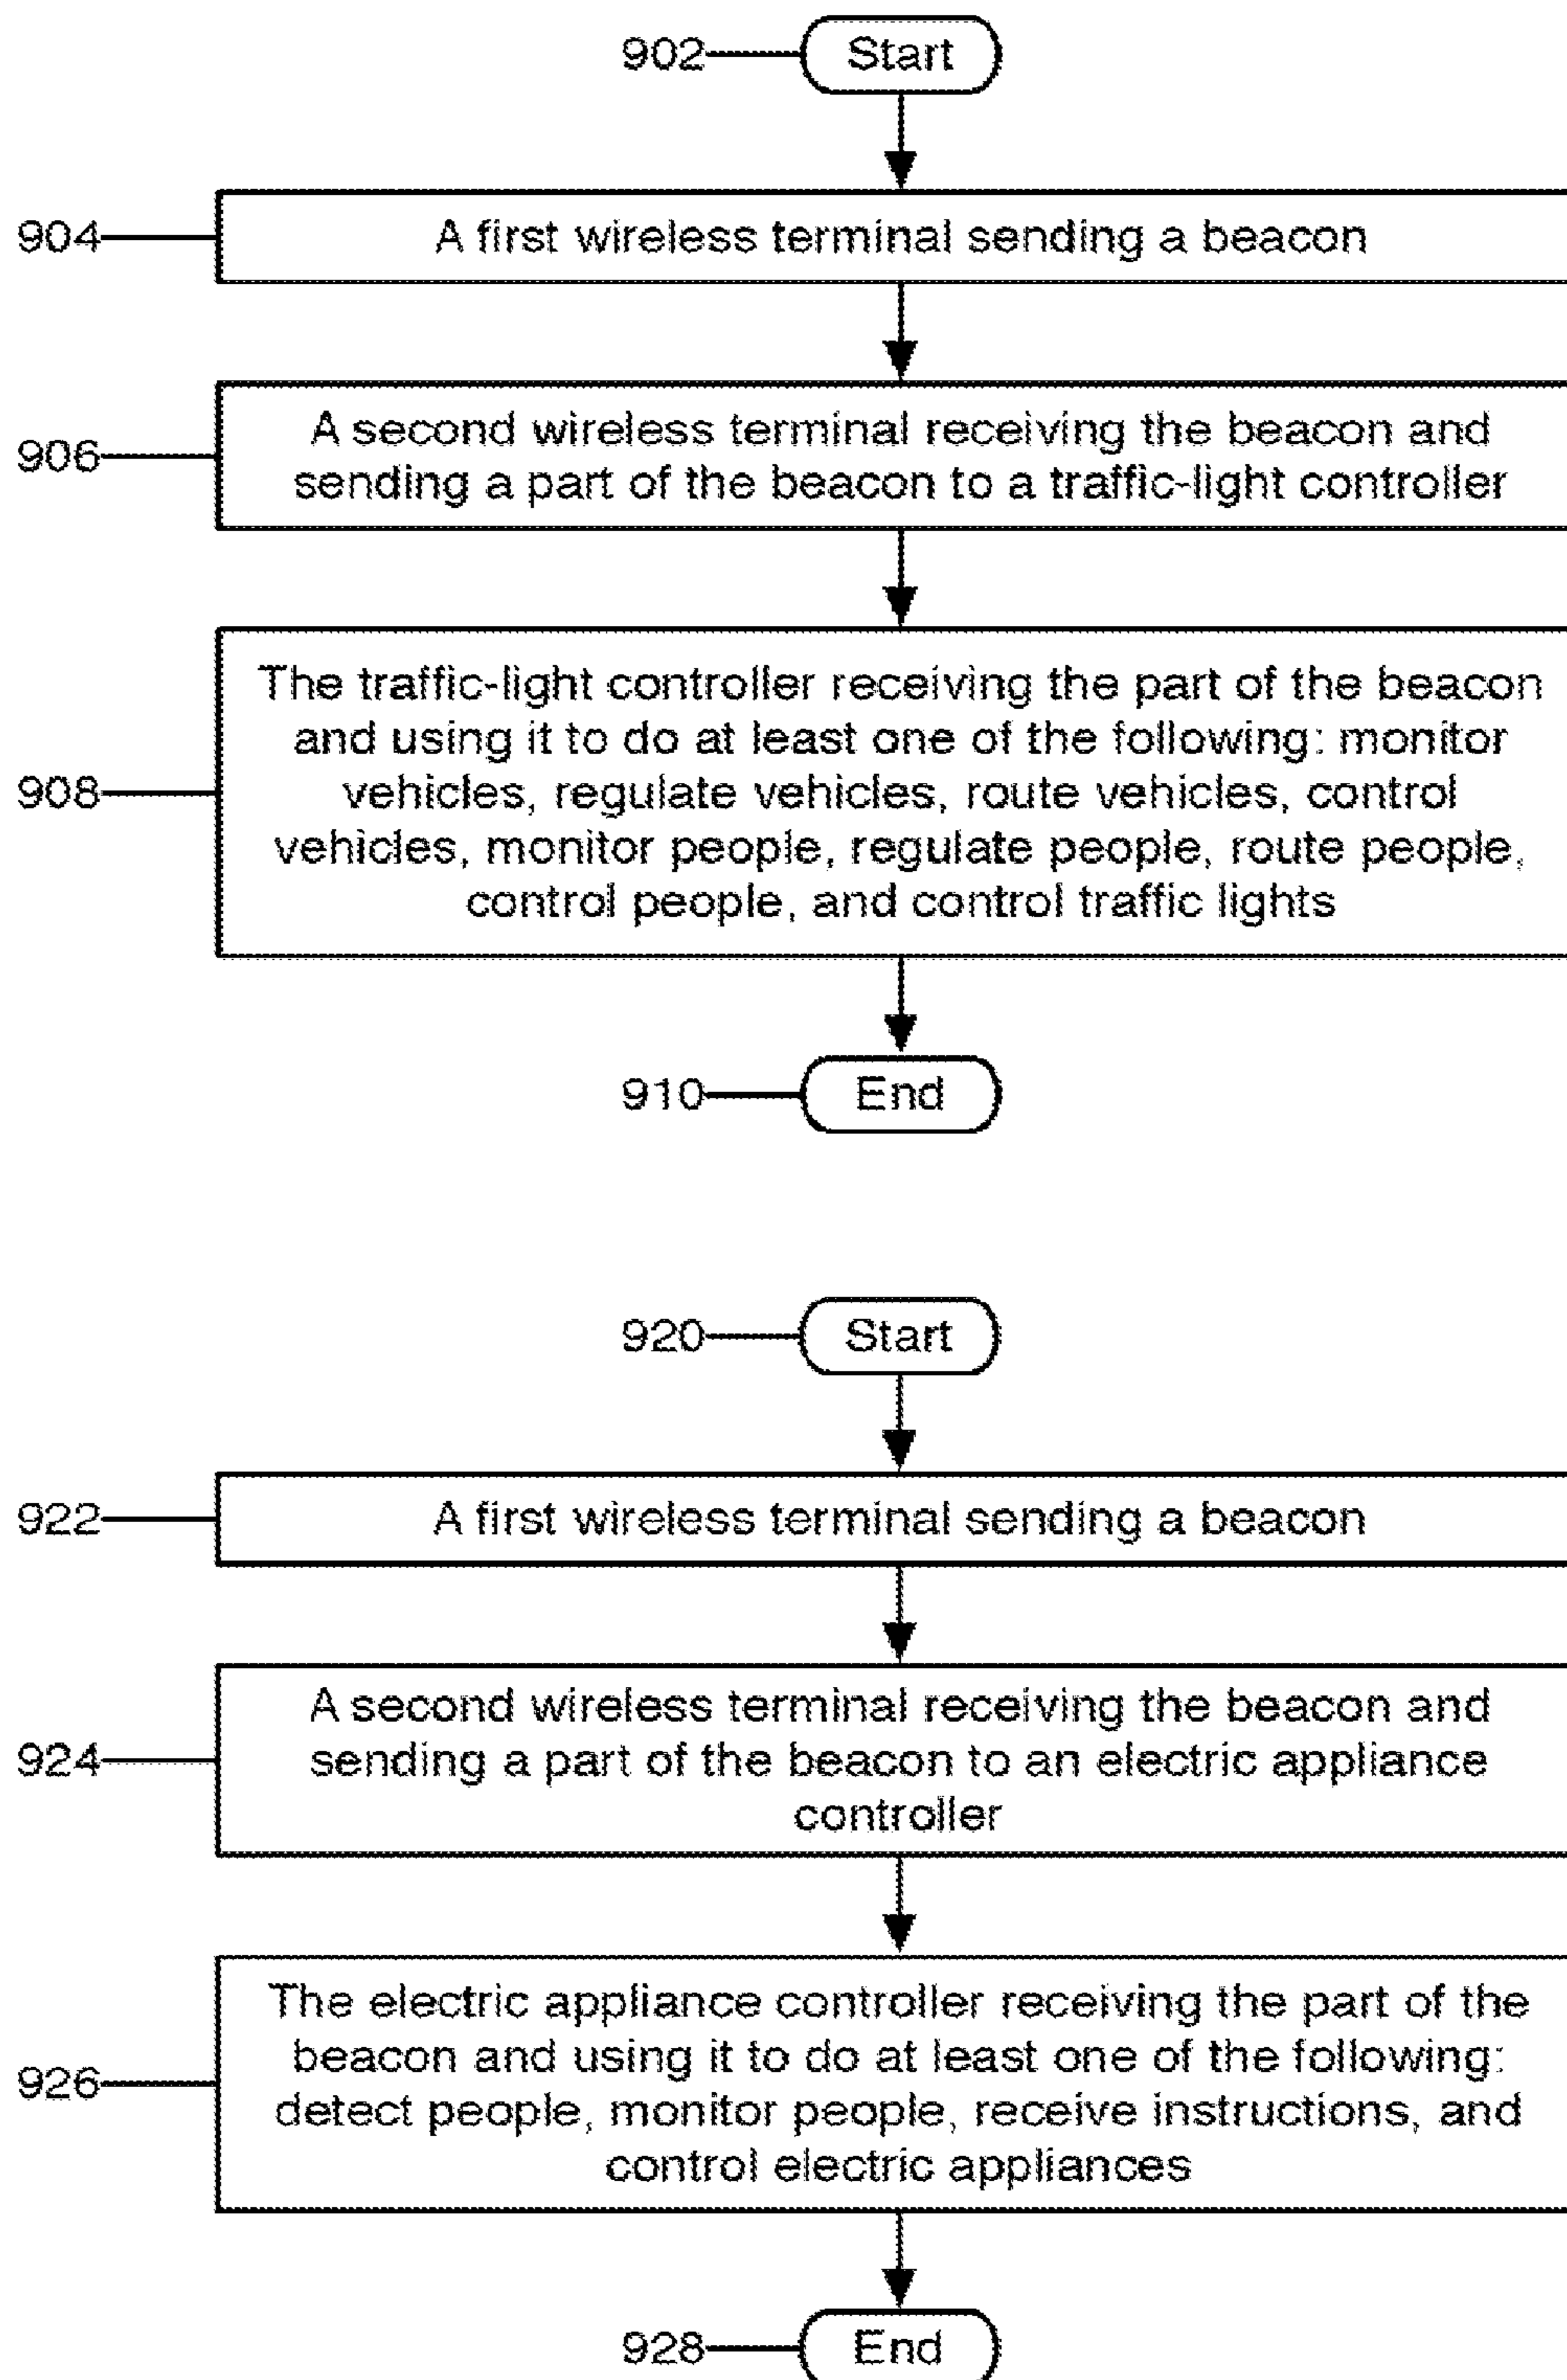 902 Start
904 A first wireless terminal sending a beacon
A second wireless terminal receiving the beacon and
906
sending a part of the beacon to a traffic-light controller
The traffic-light controller receiving the part of the beacon
and using it to do at least one of the following: monitor
908 vehicles, regulate vehicles, route vehicles, control
vehicles, monitor people, regulate people, route people,
control people, and control traffic lights
910 End
920 Start
922 A first wireless terminal sending a beacon
A second wireless terminal receiving the beacon and
924 sending a part of the beacon to an electric appliance
controller
The electric appliance controller receiving the part of the
beacon and using it to do at least one of the following:
926
detect people, monitor people, receive instructions, and
control electric appliances
928 End